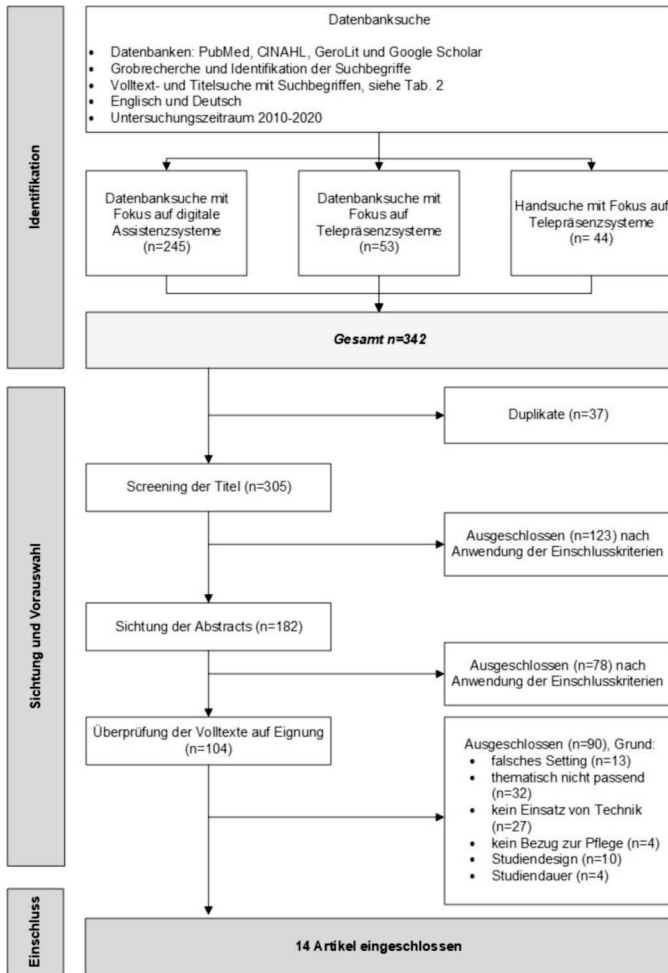 Identifikation
Datenbanksuche
• Datenbanken: PubMed, CINAHL, GeroLit und Google Scholar
• Grobrecherche und Identifikation der Suchbegriffe
• Volltext- und Titelsuche mit Suchbegriffen, siehe Tab. 2
• Englisch und Deutsch
• Untersuchungszeitraum 2010-2020
Datenbanksuche mit
Fokus auf digitale
Assistenzsysteme
(n=245)
Datenbanksuche mit
Fokus auf
Telepräsenzsysteme
(n=53)
Handsuche mit Fokus auf
Telepräsenzsysteme
(n= 44)
Gesamt n=342
Sichtung und Vorauswahl
Duplikate (n=37)
Screening der Titel (n=305)
Ausgeschlossen (n=123) nach
Anwendung der Einschlusskriterien
Sichtung der Abstracts (n=182)
Ausgeschlossen (n=78) nach
Anwendung der Einschlusskriterien
Überprüfung der Volltexte auf Eignung
(n=104)
Ausgeschlossen (n=90), Grund:
• falsches Setting (n=13)
• thematisch nicht passend
(n=32)
• kein Einsatz von Technik
(n=27)
• kein Bezug zur Pflege (n=4)
• Studiendesign (n=10)
• Studiendauer (n=4)
Einschluss
14 Artikel eingeschlossen